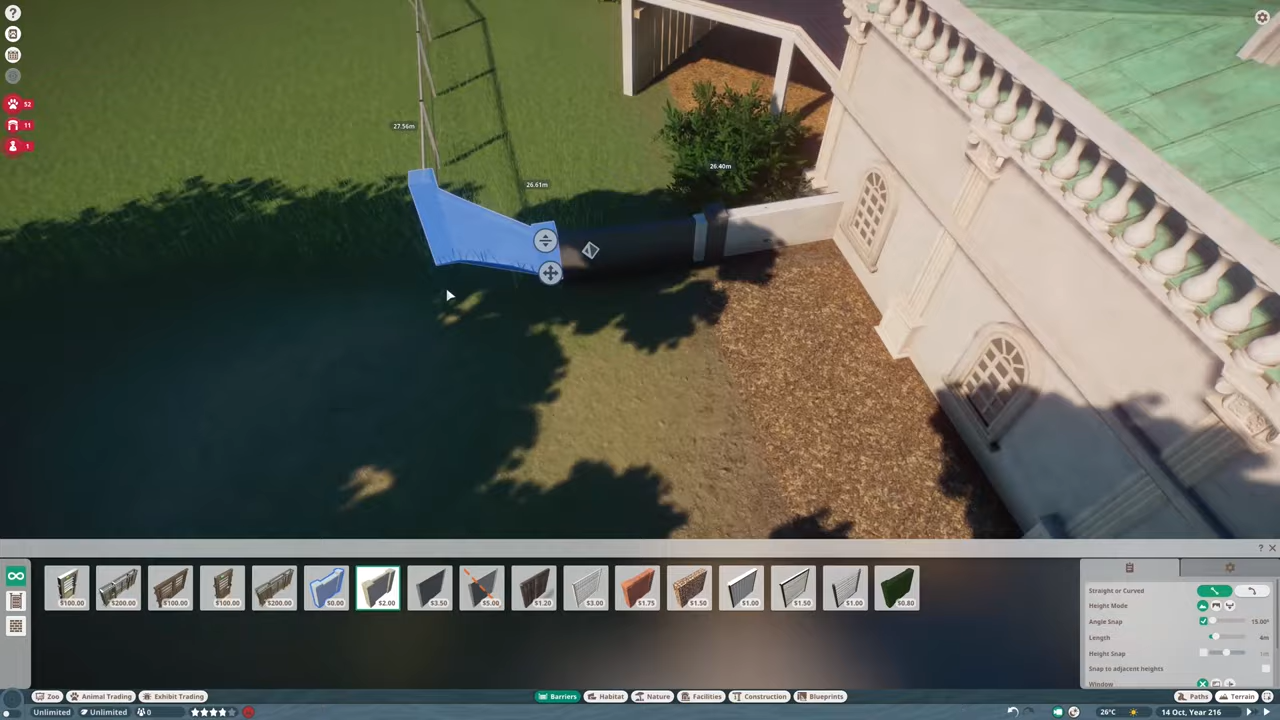 ?
52
11
1
27.56m
26.61m
26.40m
? ×
$100.00
$200.00
$100.00
$100.00
$200.00
$0.00
$2.00
$3.50
$5.00
$1.20
$3.00
$1.75
$1.50
$1.00
$1.50
$1.00
$0.80
Straight or Curved
Height Mode
Angle Snap 15.00°
Length 4m
Height Snap
Snap to adjacent heights
Window
Zoo Animal Trading Exhibit Trading Barriers Habitat Nature Facilities Construction Blueprints Paths Terrain
Unlimited Unlimited 0 26°C 14 Oct, Year 216